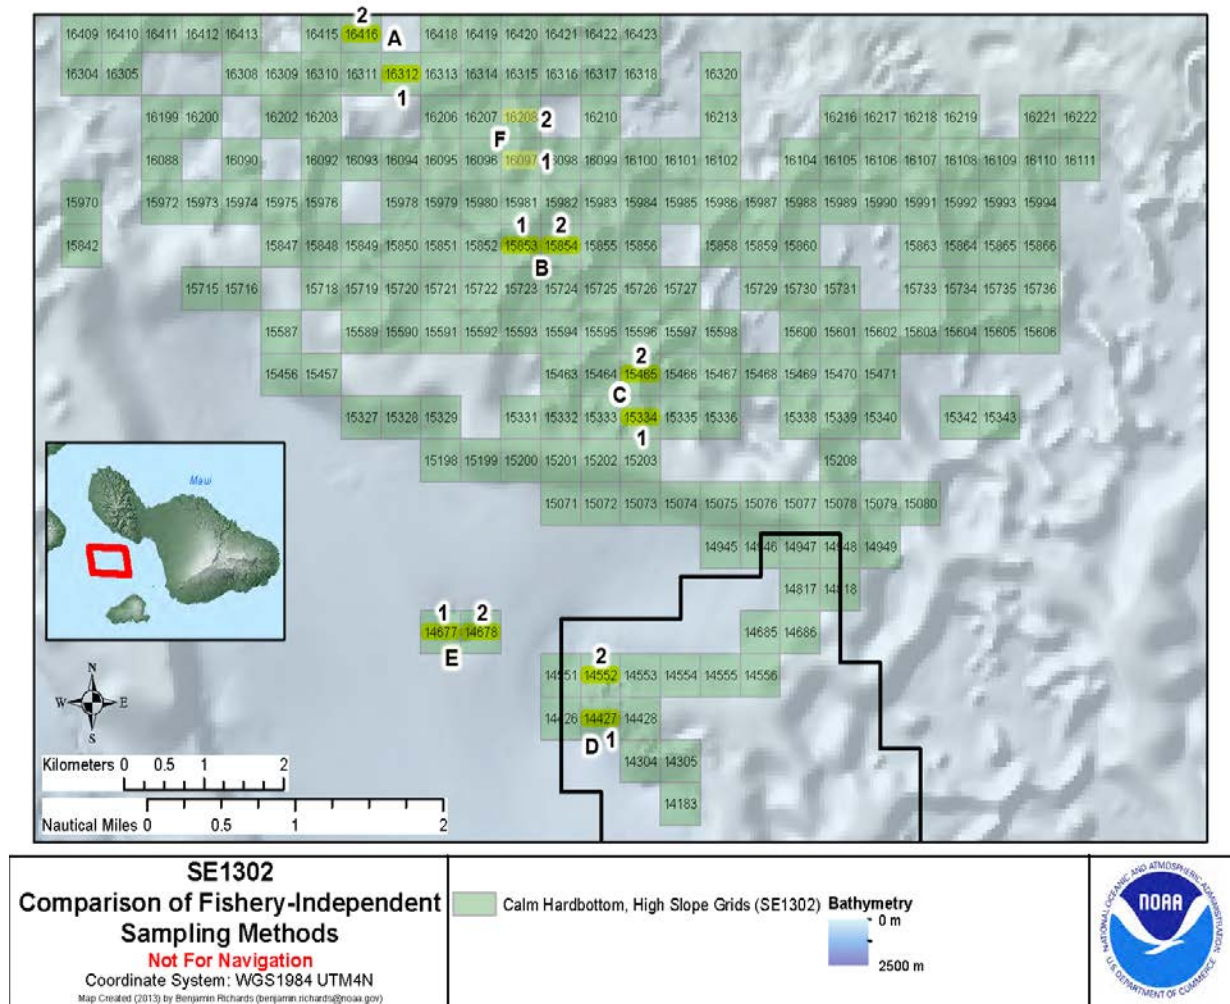 2
16409 16410 16411 16412 16413 16415 16416 A 16418 16419 16420 16421 16422 16423
16304 16305 16308 16309 16310 16311 16312 16313 16314 16315 16316 16317 16318 16320
1
16199 16200 16202 16203 16206 16207 16208 2 16210 16213 16216 16217 16218 16219 16221 16222
F
16088 16090 16092 16093 16094 16095 16096 16097 1 16098 16099 16100 16101 16102 16104 16105 16106 16107 16108 16109 16110 16111
15970 15972 15973 15974 15975 15976 15978 15979 15980 15981 15982 15983 15984 15985 15986 15987 15988 15989 15990 15991 15992 15993 15994
1 2
15842 15847 15848 15849 15850 15851 15852 15853 15854 15855 15856 15858 15859 15860 15863 15864 15865 15866
B
15715 15716 15718 15719 15720 15721 15722 15723 15724 15725 15726 15727 15729 15730 15731 15733 15734 15735 15736
15587 15589 15590 15591 15592 15593 15594 15595 15596 15597 15598 15600 15601 15602 15603 15604 15605 15606
2
15456 15457 15463 15464 15465 15466 15467 15468 15469 15470 15471
C
15327 15328 15329 15331 15332 15333 15334 15335 15336 15338 15339 15340 15342 15343
1
15198 15199 15200 15201 15202 15203 15208
15071 15072 15073 15074 15075 15076 15077 15078 15079 15080
14945 14946 14947 14948 14949
14817 14818
1 2
14677 14678 14685 14686
E
2
14551 14552 14553 14554 14555 14556
14426 14427 14428
D 1
14304 14305
14183
Maui
N
W E
S
Kilometers 0 0.5 1 2
Nautical Miles 0 0.5 1 2
SE1302
Comparison of Fishery-Independent
Sampling Methods
Not For Navigation
Coordinate System: WGS1984 UTM4N
Map Created (2013) by Benjamin Richards (benjamin.richards@noaa.gov)
Calm Hardbottom, High Slope Grids (SE1302)
Bathymetry
0 m
2500 m
NATIONAL OCEANIC AND ATMOSPHERIC ADMINISTRATION
NOAA
U.S. DEPARTMENT OF COMMERCE